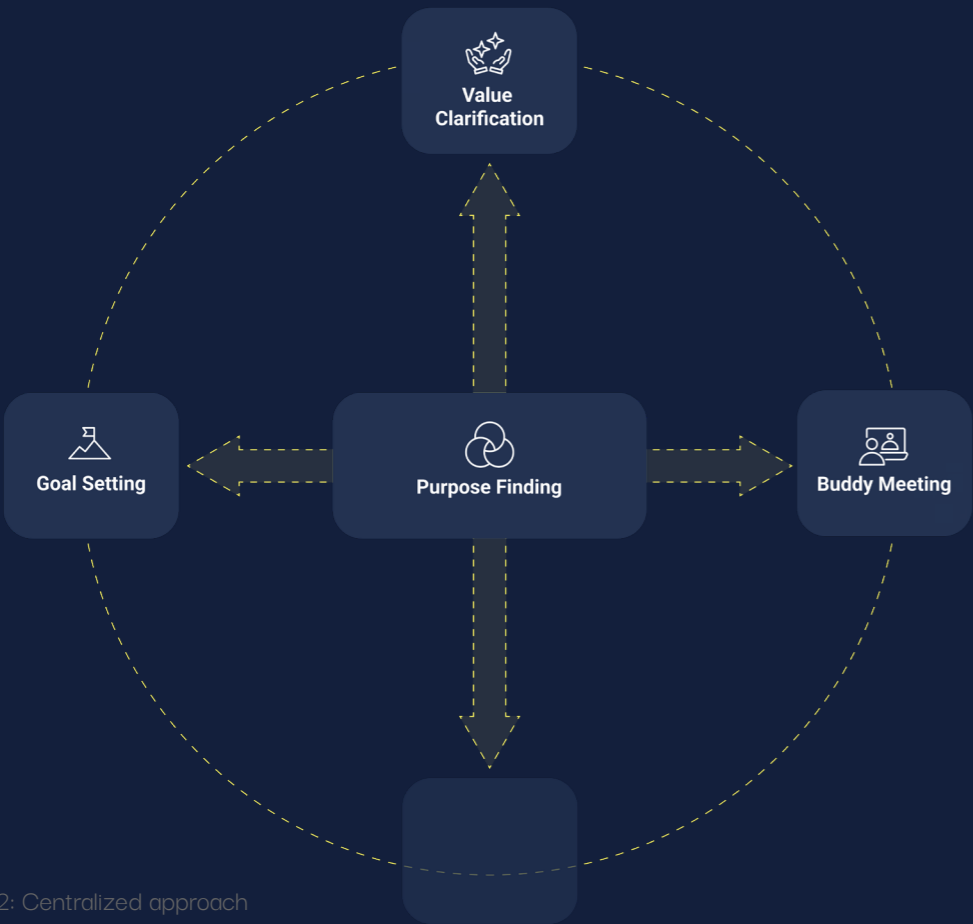 Value
Clarification
Goal Setting
Purpose Finding
Buddy Meeting
2: Centralized approach